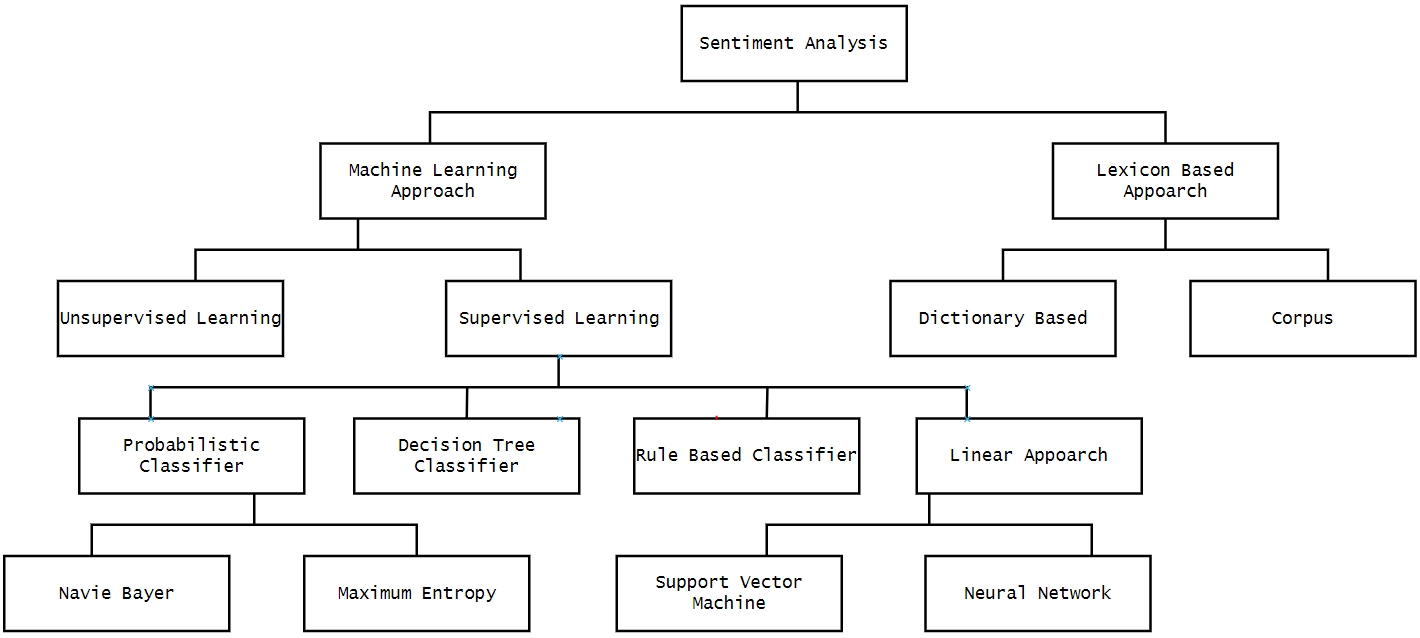 Sentiment Analysis
Machine Learning
Approach
Lexicon Based
Appoarch
Unsupervised Learning
Supervised Learning
Dictionary Based
Corpus
Probabilistic
Classifier
Decision Tree
Classifier
Rule Based Classifier
Linear Appoarch
Navie Bayer
Maximum Entropy
Support Vector
Machine
Neural Network